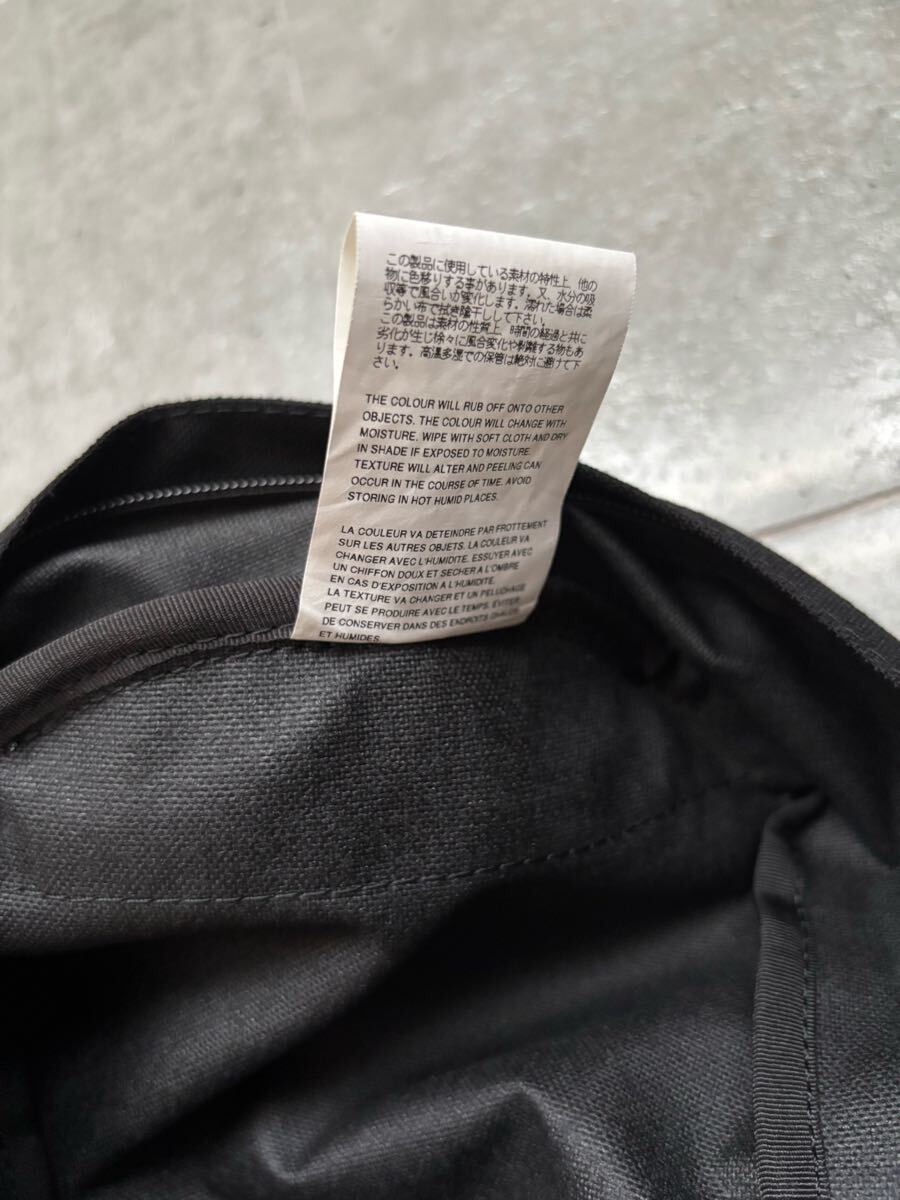 この製品に使用している素材の特性上、他の
物に色移りする事があります。又、水分の吸
収等で風合いが変化します。濡れた場合は柔
らかい布で拭き陰干しして下さい。
この製品は素材の性質上、時間の経過と共に
劣化が生じ徐々に風合変化や剥離する物もあ
ります。高温多湿での保管は絶対に避けて下
さい。
THE COLOUR WILL RUB OFF ONTO OTHER
OBJECTS. THE COLOUR WILL CHANGE WITH
MOISTURE. WIPE WITH SOFT CLOTH AND DRY
IN SHADE IF EXPOSED TO MOISTURE.
TEXTURE WILL ALTER AND PEELING CAN
OCCUR IN THE COURSE OF TIME. AVOID
STORING IN HOT HUMID PLACES.
LA COULEUR VA DETEINDRE PAR FROTTEMENT
SUR LES AUTRES OBJETS. LA COULEUR VA
CHANGER AVEC L'HUMIDITE. ESSUYER AVEC
UN CHIFFON DOUX ET SECHER A L'OMBRE
EN CAS D'EXPOSITION A L'HUMIDITE.
LA TEXTURE VA CHANGER ET UN PELUCHAGE
PEUT SE PRODUIRE AVEC LE TEMPS. EVITER
DE CONSERVER DANS DES ENDROITS CHAUDS
ET HUMIDES.